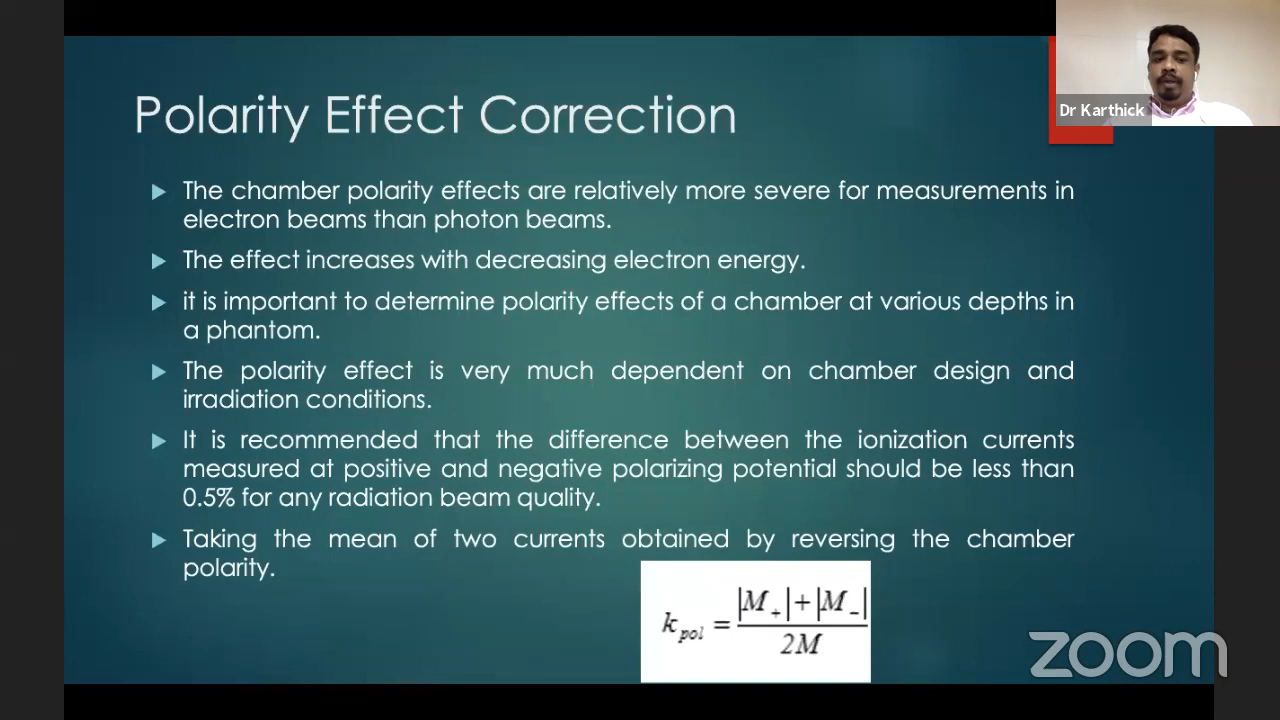 Dr Karthick
Polarity Effect Correction
The chamber polarity effects are relatively more severe for measurements in
electron beams than photon beams.
The effect increases with decreasing electron energy.
it is important to determine polarity effects of a chamber at various depths in
a phantom.
The polarity effect is very much dependent on chamber design and
irradiation conditions.
It is recommended that the difference between the ionization currents
measured at positive and negative polarizing potential should be less than
0.5% for any radiation beam quality.
Taking the mean of two currents obtained by reversing the chamber
polarity.
k_pol = (|M_+| + |M_-|) / 2M
zoom